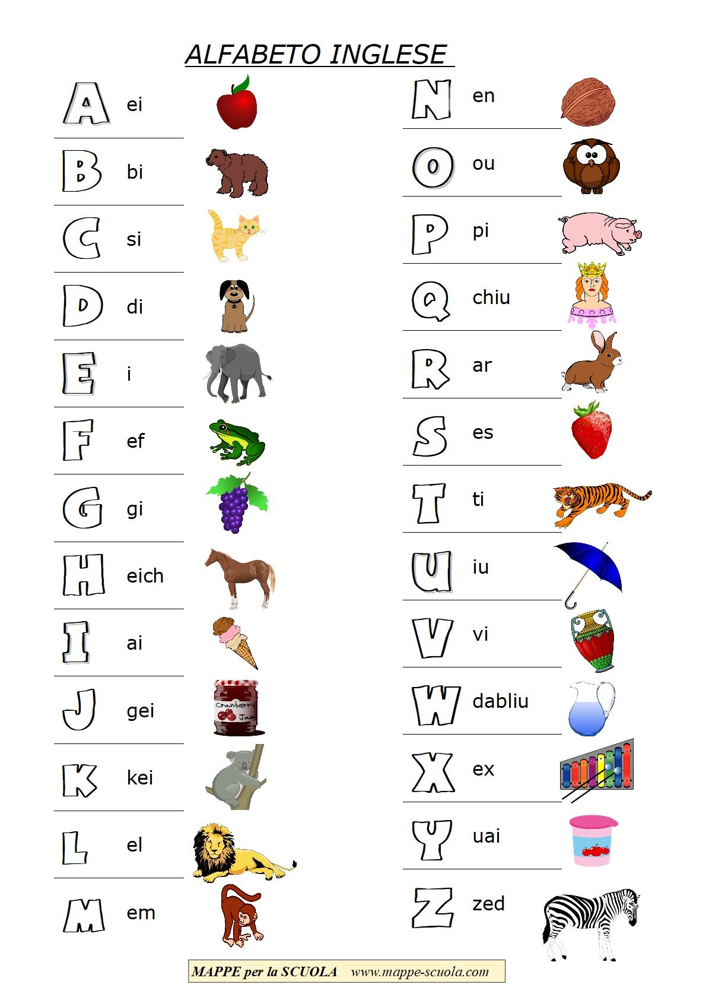 ALFABETO INGLESE
A ei
B bi
C si
D di
E i
F ef
G gi
H eich
I ai
J gei
Cranberry
Jam
K kei
L el
M em
N en
O ou
P pi
Q chiu
R ar
S es
T ti
U iu
V vi
W dabliu
X ex
Y uai
Z zed
MAPPE per la SCUOLA www.mappe-scuola.com